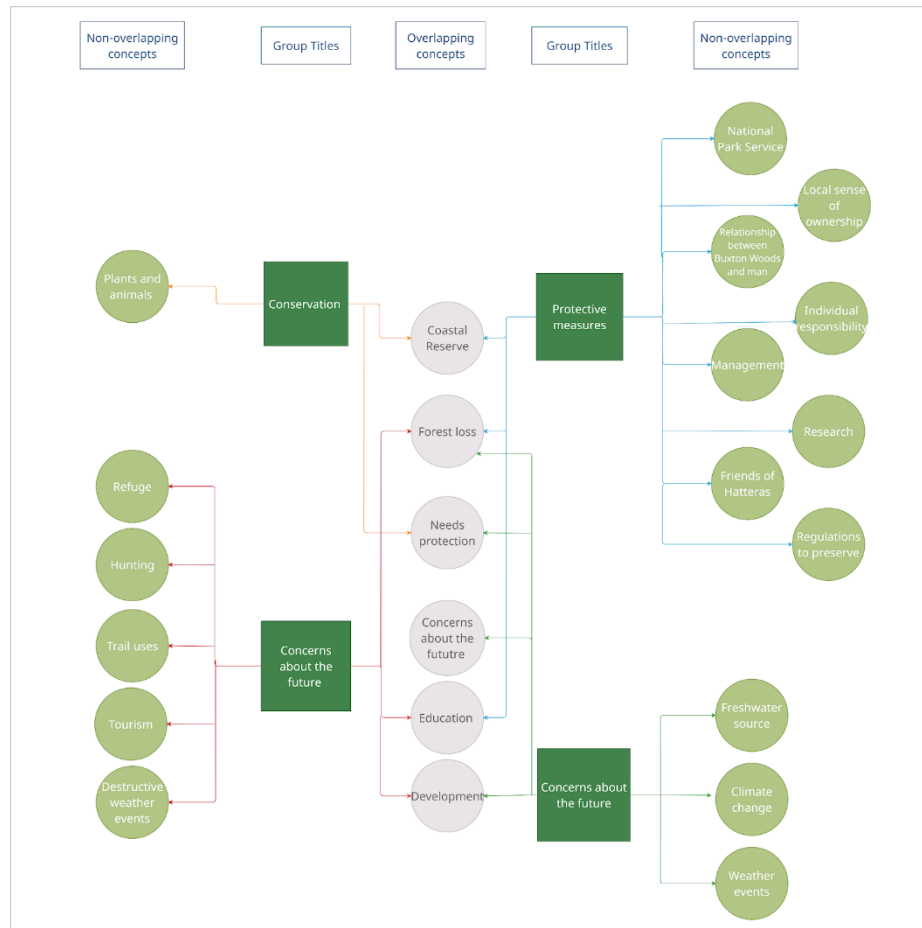 Non-overlapping
concepts
Group Titles
Overlapping
concepts
Group Titles
Non-overlapping
concepts
National
Park Service
Local sense
of
ownership
Relationship
between
Buxton Woods
and man
Plants and
animals
Conservation
Protective
measures
Individual
responsibility
Coastal
Reserve
Management
Forest loss
Research
Refuge
Friends of
Hatteras
Needs
protection
Regulations
to preserve
Hunting
Concerns
about the
fututre
Trail uses
Concerns
about the
future
Education
Freshwater
source
Tourism
Destructive
weather
events
Development
Concerns about
the future
Climate
change
Weather
events